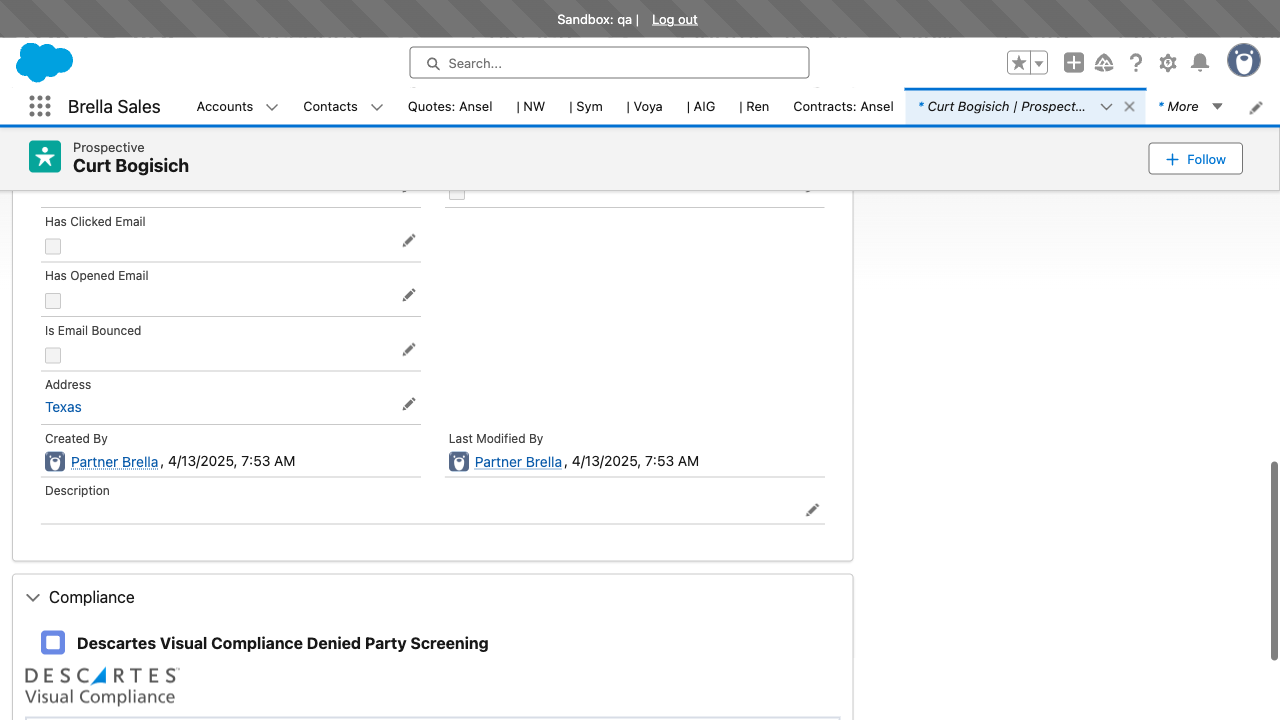 Sandbox: qa | Log out
Search...
Brella Sales
Accounts
Contacts
Quotes: Ansel
| NW
| Sym
| Voya
| AIG
| Ren
Contracts: Ansel
* Curt Bogisich | Prospect...
* More
Prospective
Curt Bogisich
Follow
Has Clicked Email
Has Opened Email
Is Email Bounced
Address
Texas
Created By
Last Modified By
Partner Brella, 4/13/2025, 7:53 AM
Partner Brella, 4/13/2025, 7:53 AM
Description
Compliance
Descartes Visual Compliance Denied Party Screening
DESCARTES™
Visual Compliance